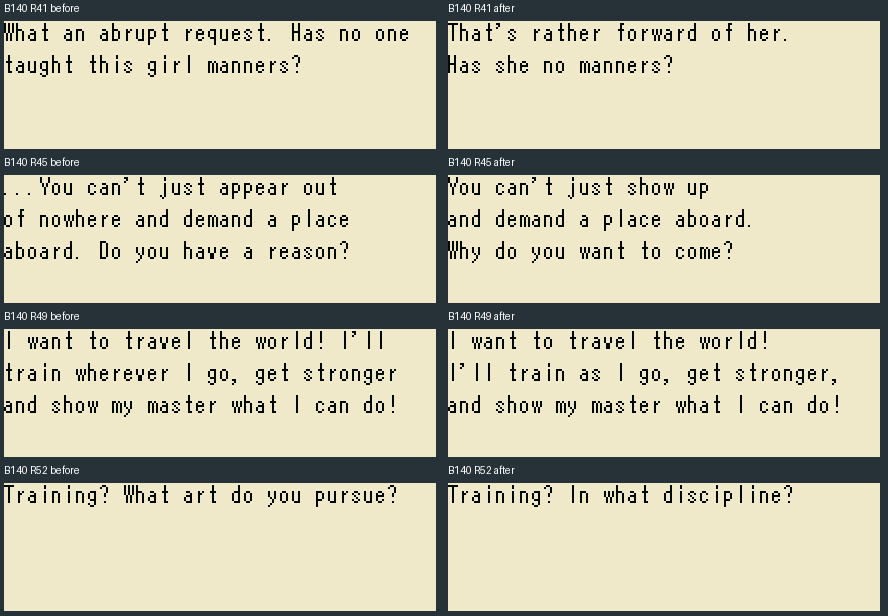 B140 R41 before
What an abrupt request. Has no one
taught this girl manners?
B140 R41 after
That's rather forward of her.
Has she no manners?
B140 R45 before
...You can't just appear out
of nowhere and demand a place
aboard. Do you have a reason?
B140 R45 after
You can't just show up
and demand a place aboard.
Why do you want to come?
B140 R49 before
I want to travel the world! I'll
train wherever I go, get stronger
and show my master what I can do!
B140 R49 after
I want to travel the world!
I'll train as I go, get stronger,
and show my master what I can do!
B140 R52 before
Training? What art do you pursue?
B140 R52 after
Training? In what discipline?